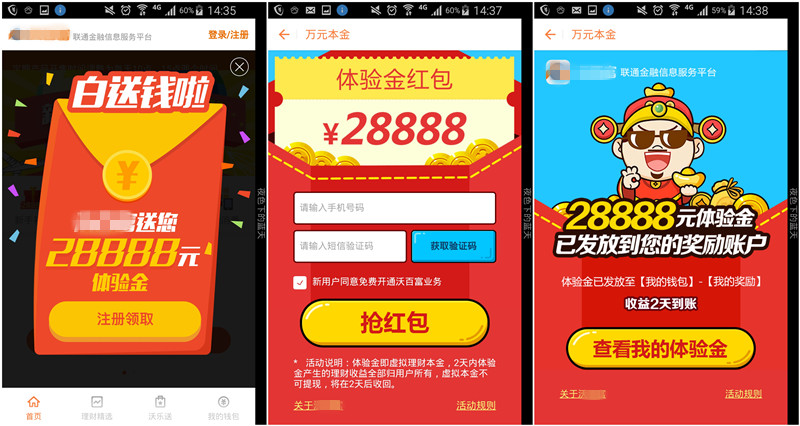 14:35
联通金融信息服务平台
登录/注册
白送钱啦
¥
送您
28888元
体验金
注册领取
首页
理财精选
沃乐送
我的钱包
夜色下的蓝天
4G
60%
14:37
万元本金
体验金红包
¥28888
请输入手机号码
请输入短信验证码
获取验证码
新用户同意免费开通沃百富业务
抢红包
* 活动说明:体验金即虚拟理财本金,2天内体验
金产生的理财收益全部归用户所有,虚拟本金不
可提现,将在2天后收回。
关于
活动规则
夜色下的蓝天
4G
59%
14:38
万元本金
联通金融信息服务平台
28888元体验金
已发放到您的奖励账户
体验金已发放至【我的钱包】-【我的奖励】
收益2天到账
查看我的体验金
关于沃
活动规则
夜色下的蓝天